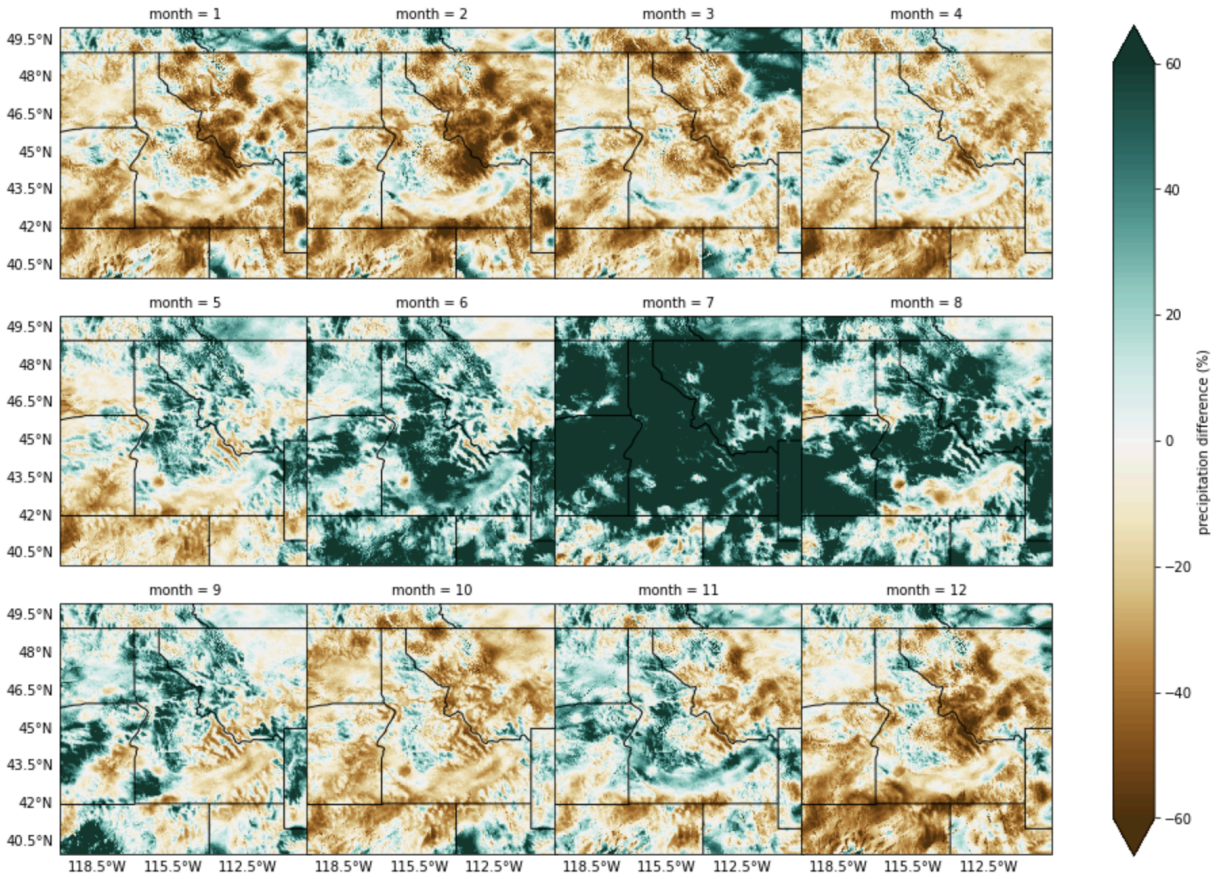 month = 1 month = 2 month = 3 month = 4
49.5°N
48°N
46.5°N
45°N
43.5°N
42°N
40.5°N
month = 5 month = 6 month = 7 month = 8
49.5°N
48°N
46.5°N
45°N
43.5°N
42°N
40.5°N
month = 9 month = 10 month = 11 month = 12
49.5°N
48°N
46.5°N
45°N
43.5°N
42°N
40.5°N
118.5°W 115.5°W 112.5°W 118.5°W 115.5°W 112.5°W 118.5°W 115.5°W 112.5°W 118.5°W 115.5°W 112.5°W
60
40
20
0
−20
−40
−60
precipitation difference (%)